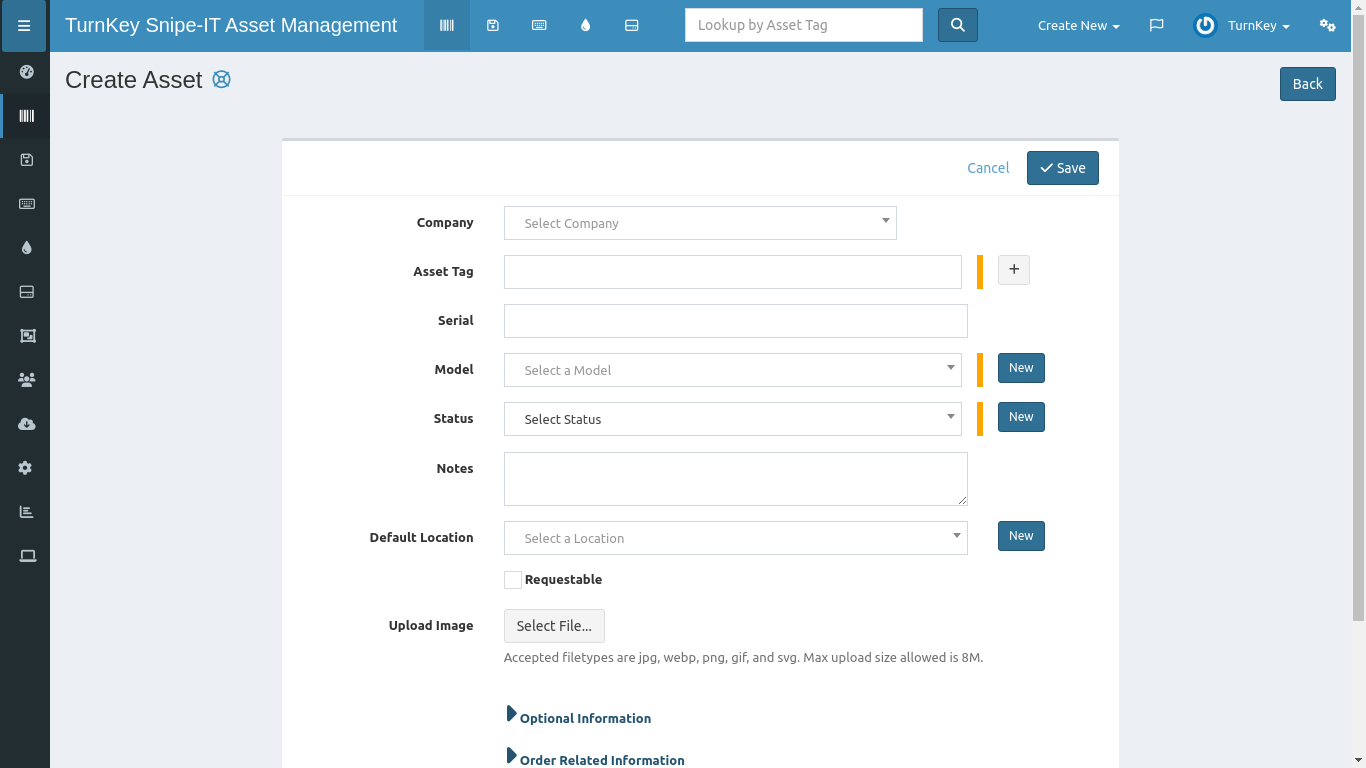 TurnKey Snipe-IT Asset Management
Lookup by Asset Tag
Create New
TurnKey
Create Asset
Back
Cancel
Save
Company
Select Company
Asset Tag
Serial
Model
Select a Model
New
Status
Select Status
New
Notes
Default Location
Select a Location
New
Requestable
Upload Image
Select File...
Accepted filetypes are jpg, webp, png, gif, and svg. Max upload size allowed is 8M.
Optional Information
Order Related Information